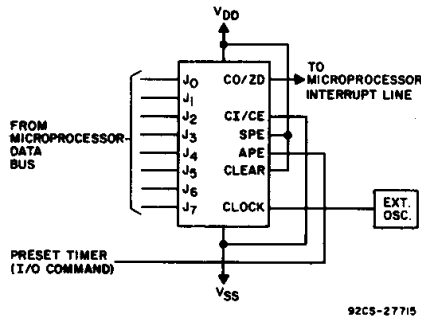 VDD
J0
J1
J2
J3
J4
J5
J6
J7
CO/ZD
CI/CE
SPE
APE
CLEAR
CLOCK
TO
MICROPROCESSOR
INTERRUPT LINE
FROM
MICROPROCESSOR
DATA
BUS
EXT.
OSC.
PRESET TIMER
(I/O COMMAND)
VSS
92CS-27715